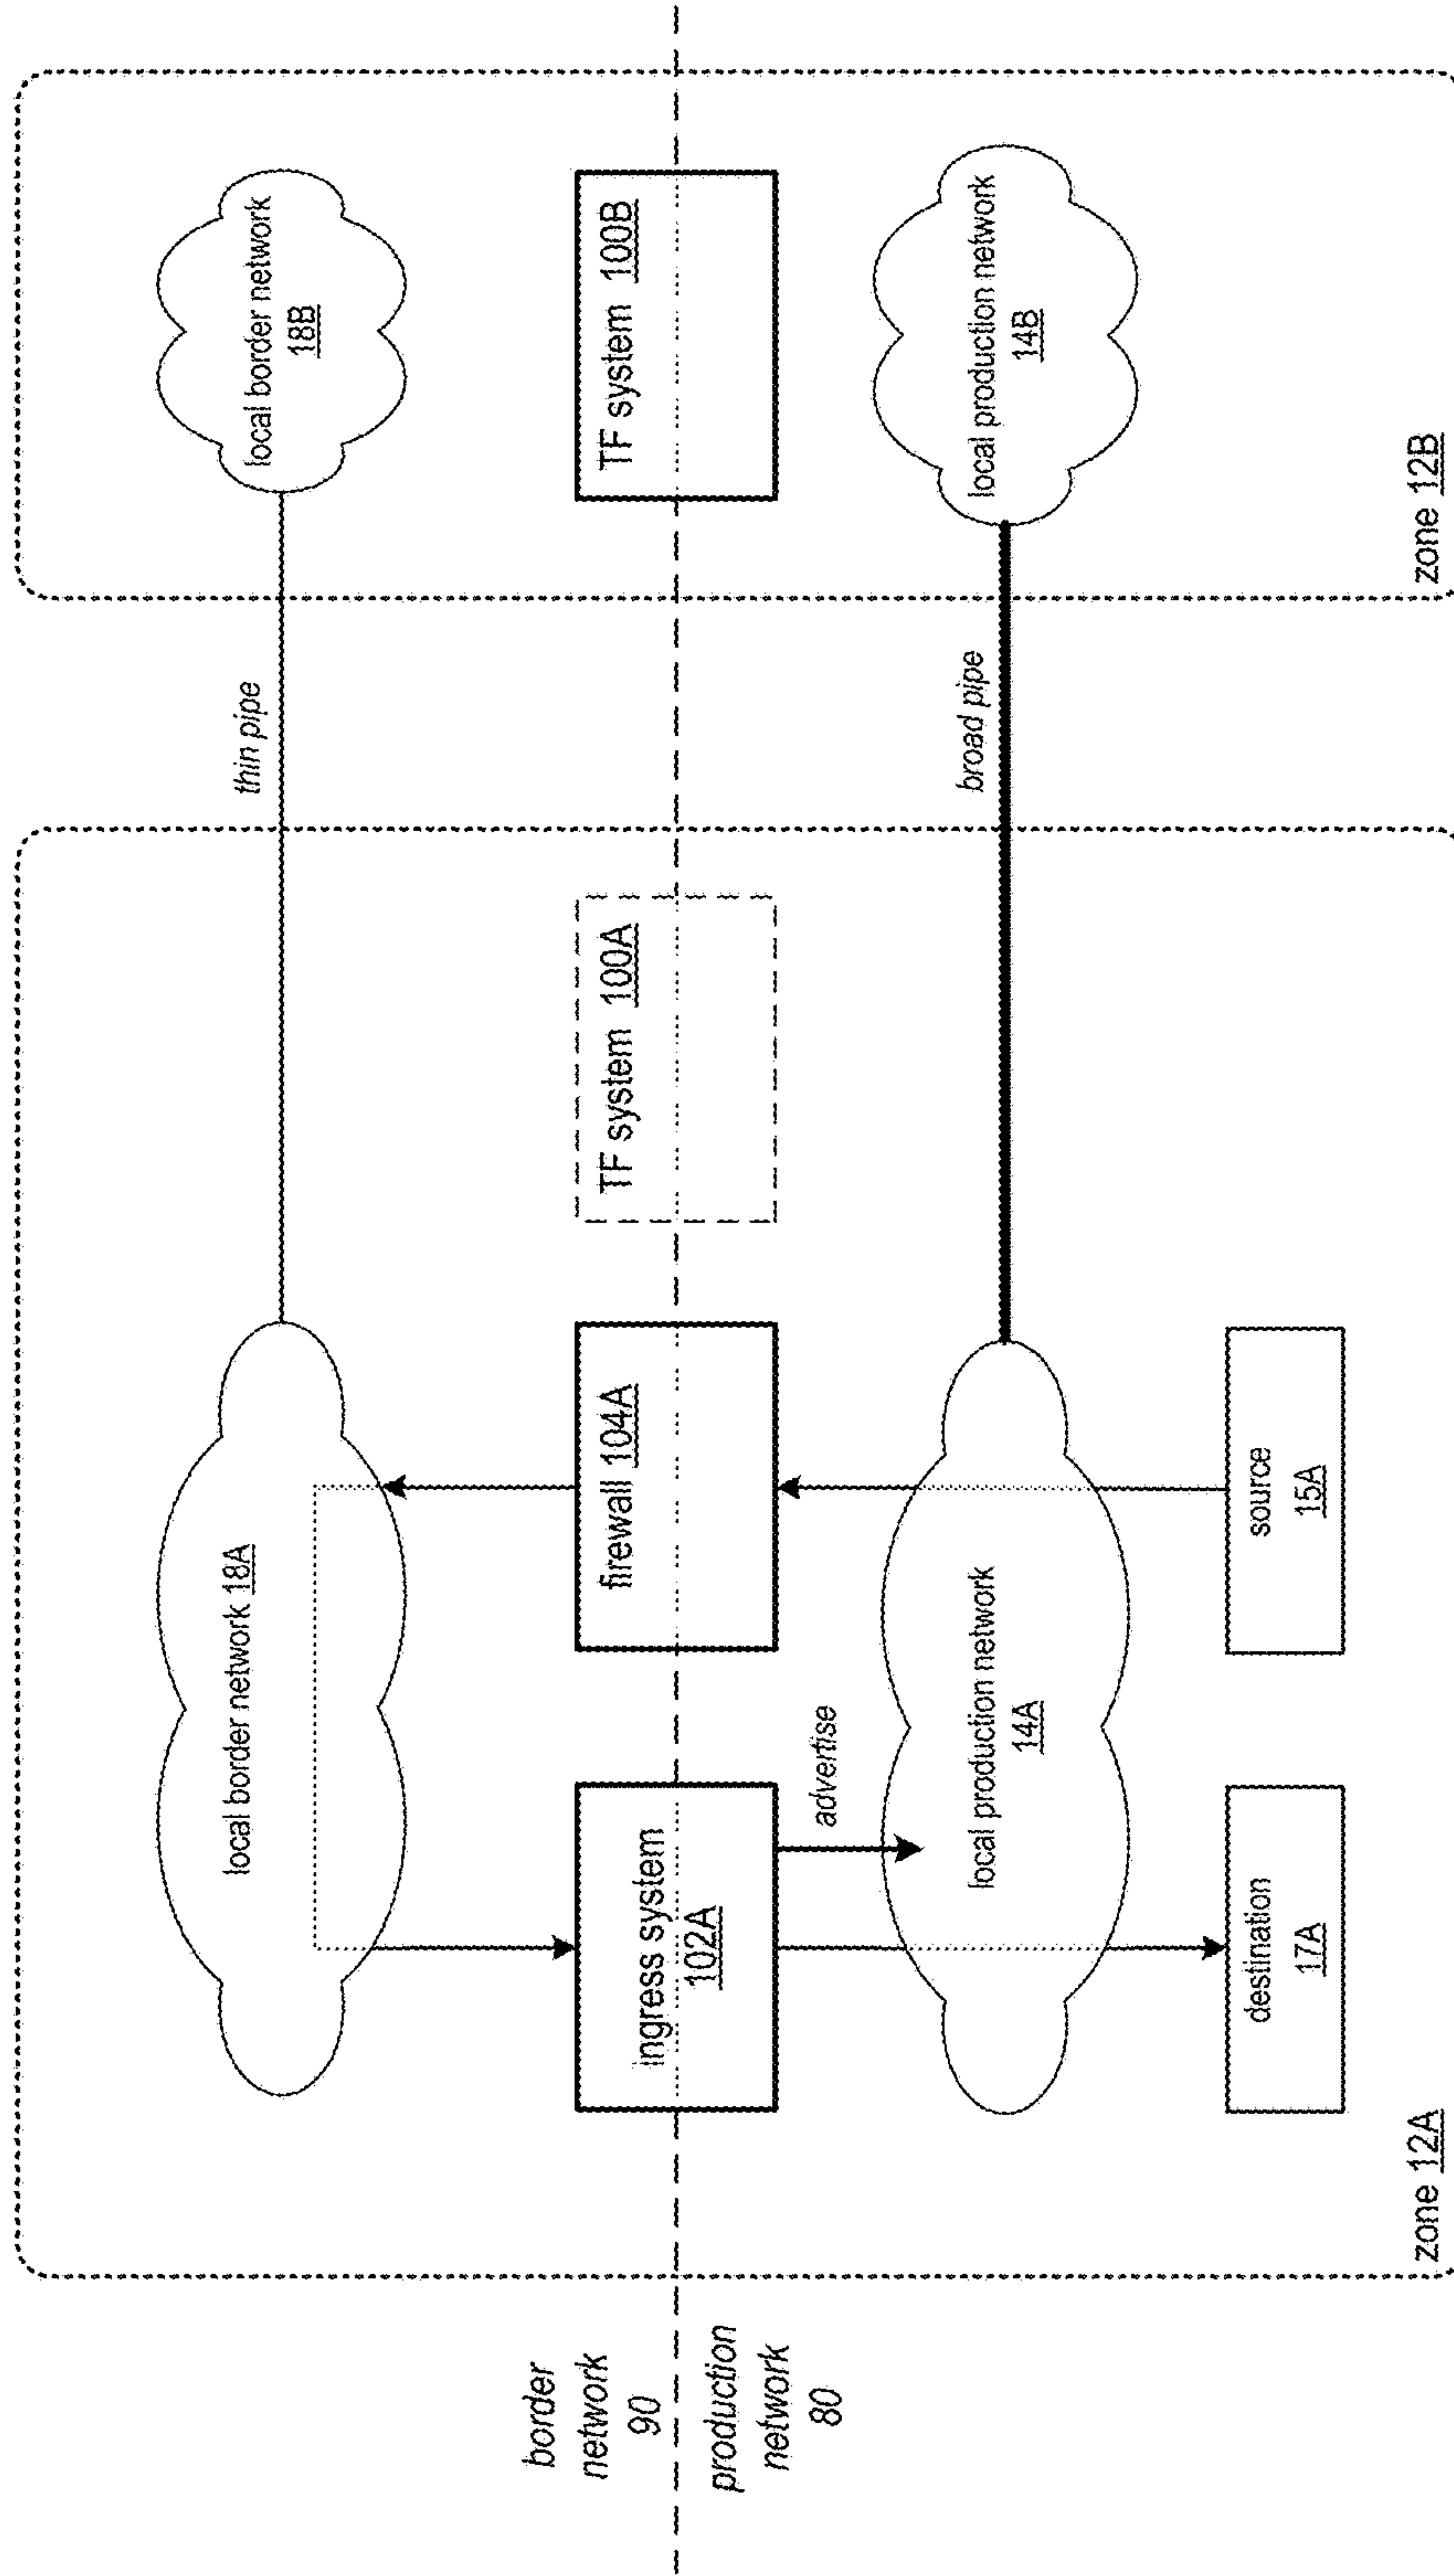 border
network
90
production
network
80
local border network 18A
thin pipe
local border network
18B
ingress system
102A
firewall 104A
TF system 100A
TF system 100B
advertise
local production network
14A
broad pipe
local production network
14B
destination
17A
source
15A
zone 12A
zone 12B